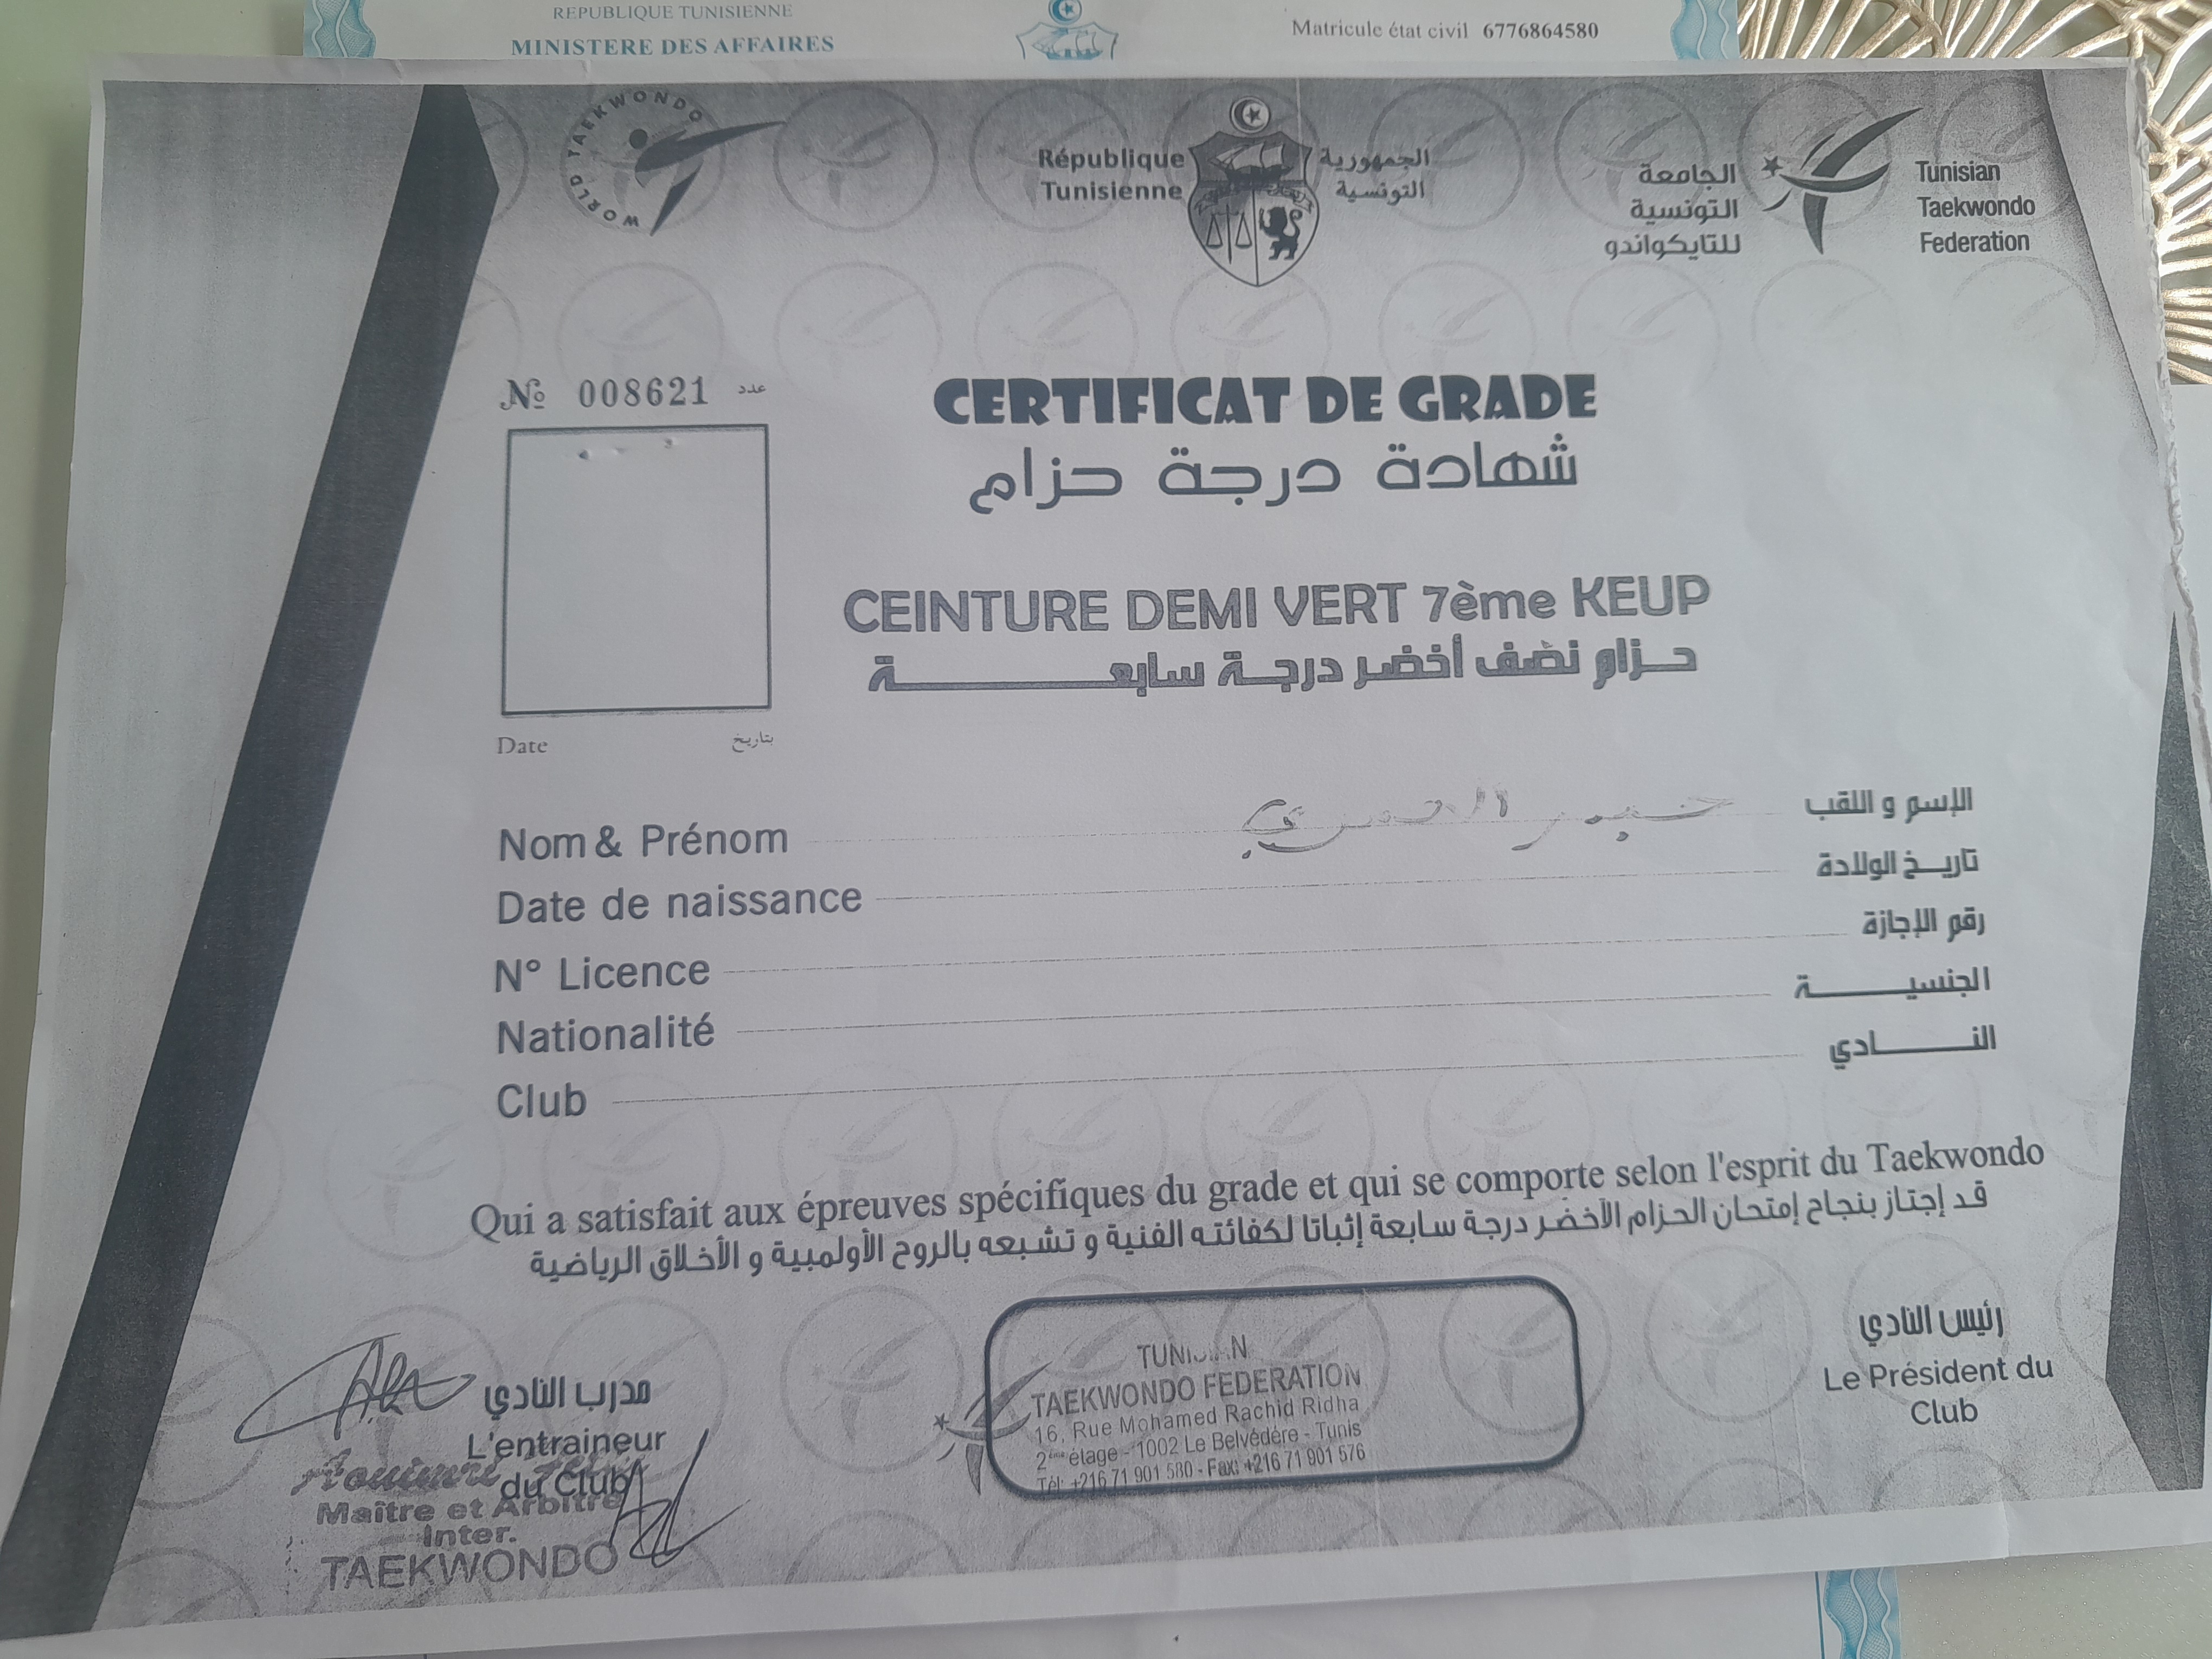 REPUBLIQUE TUNISIENNE
MINISTERE DES AFFAIRES
Matricule état civil 6776864580
WORLD TAEKWONDO
République
Tunisienne
الجمهورية
التونسية
الجامعة
التونسية
للتايكواندو
Tunisian
Taekwondo
Federation
№ 008621 عدد
CERTIFICAT DE GRADE
شهادة درجة حزام
CEINTURE DEMI VERT 7ème KEUP
حزام نصف أخضر درجة سابعـــــــــة
Date بتاريخ
Nom & Prénom الإسم و اللقب
Date de naissance تاريـخ الولادة
N° Licence رقم الإجازة
Nationalité الجنسيـــــــة
Club النـــــــادي
Qui a satisfait aux épreuves spécifiques du grade et qui se comporte selon l'esprit du Taekwondo
قد إجتاز بنجاح إمتحان الحزام الأخضر درجة سابعة إثباتا لكفائته الفنية و تشبعه بالروح الأولمبية و الأخلاق الرياضية
مدرب النادي
L'entraineur
du Club
Maître et Arbitre
Inter.
TAEKWONDO
TAEKWONDO FEDERATION
16, Rue Mohamed Rachid Ridha
2ème étage - 1002 Le Belvédère - Tunis
Tél: +216 71 901 580 - Fax: +216 71 901 576
رئيس النادي
Le Président du
Club